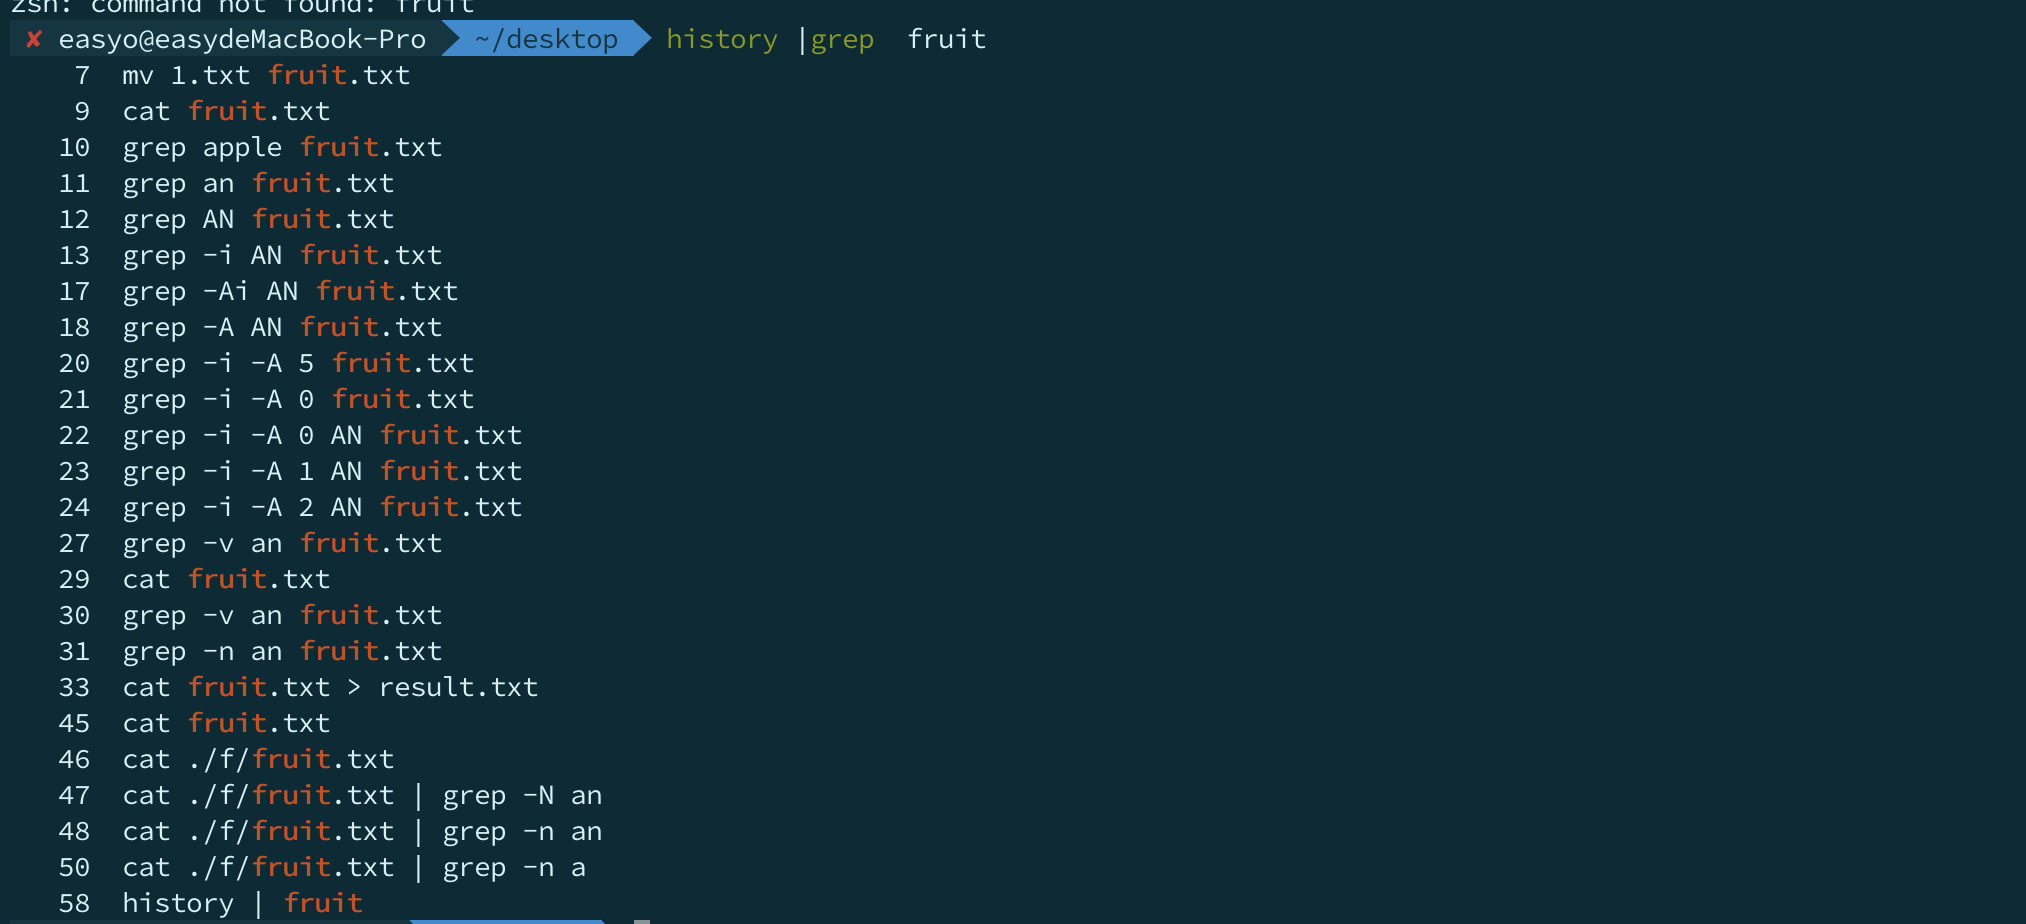 zsh: command not found: fruit
✘ easyo@easydeMacBook-Pro ~/desktop history |grep  fruit
7 mv 1.txt fruit.txt
9 cat fruit.txt
10 grep apple fruit.txt
11 grep an fruit.txt
12 grep AN fruit.txt
13 grep -i AN fruit.txt
17 grep -Ai AN fruit.txt
18 grep -A AN fruit.txt
20 grep -i -A 5 fruit.txt
21 grep -i -A 0 fruit.txt
22 grep -i -A 0 AN fruit.txt
23 grep -i -A 1 AN fruit.txt
24 grep -i -A 2 AN fruit.txt
27 grep -v an fruit.txt
29 cat fruit.txt
30 grep -v an fruit.txt
31 grep -n an fruit.txt
33 cat fruit.txt > result.txt
45 cat fruit.txt
46 cat ./f/fruit.txt
47 cat ./f/fruit.txt | grep -N an
48 cat ./f/fruit.txt | grep -n an
50 cat ./f/fruit.txt | grep -n a
58 history | fruit